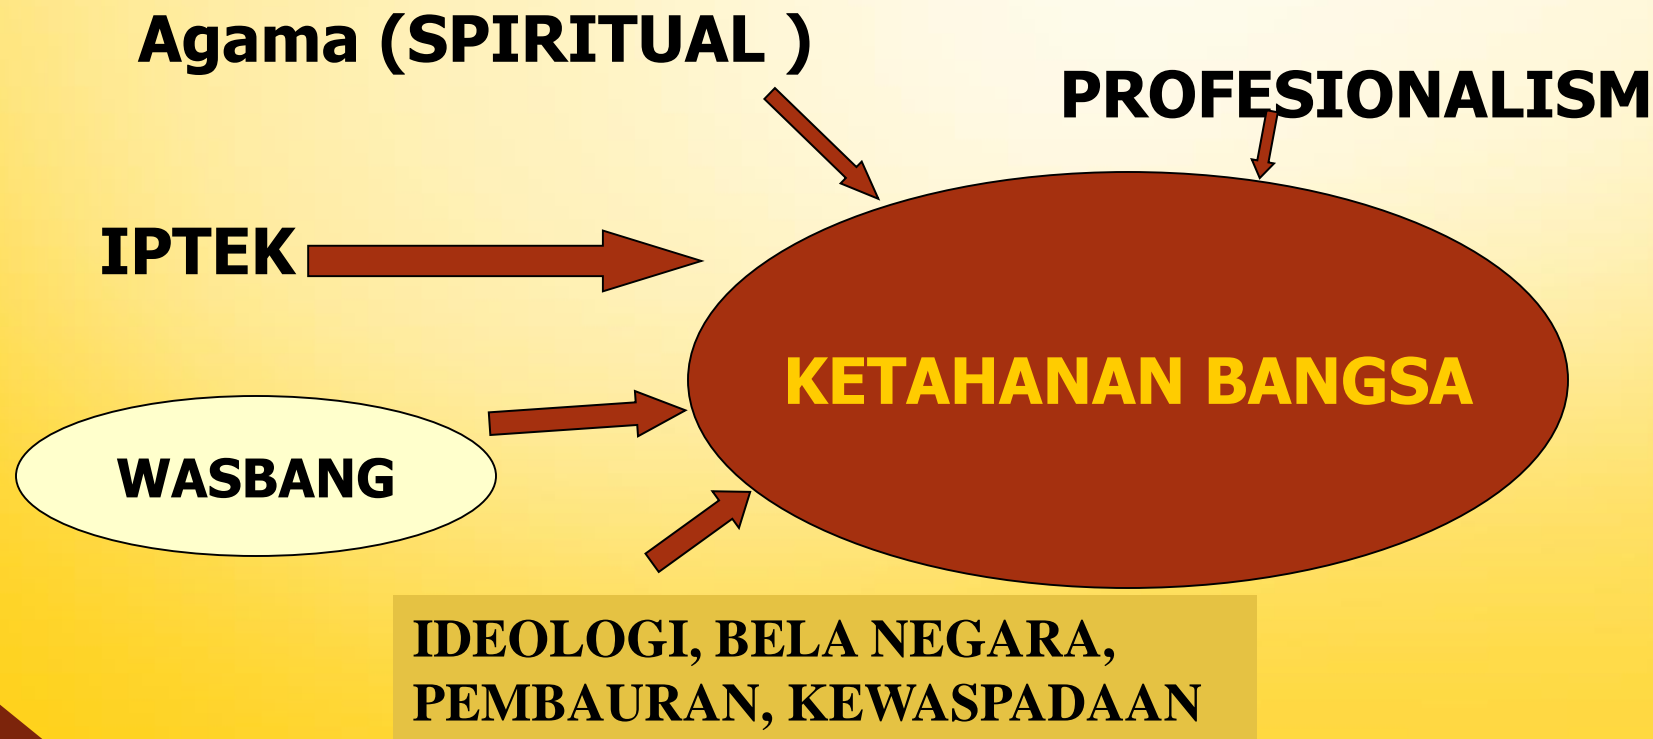 Agama (SPIRITUAL )
PROFESIONALISM
IPTEK
KETAHANAN BANGSA
WASBANG
IDEOLOGI, BELA NEGARA,
PEMBAURAN, KEWASPADAAN